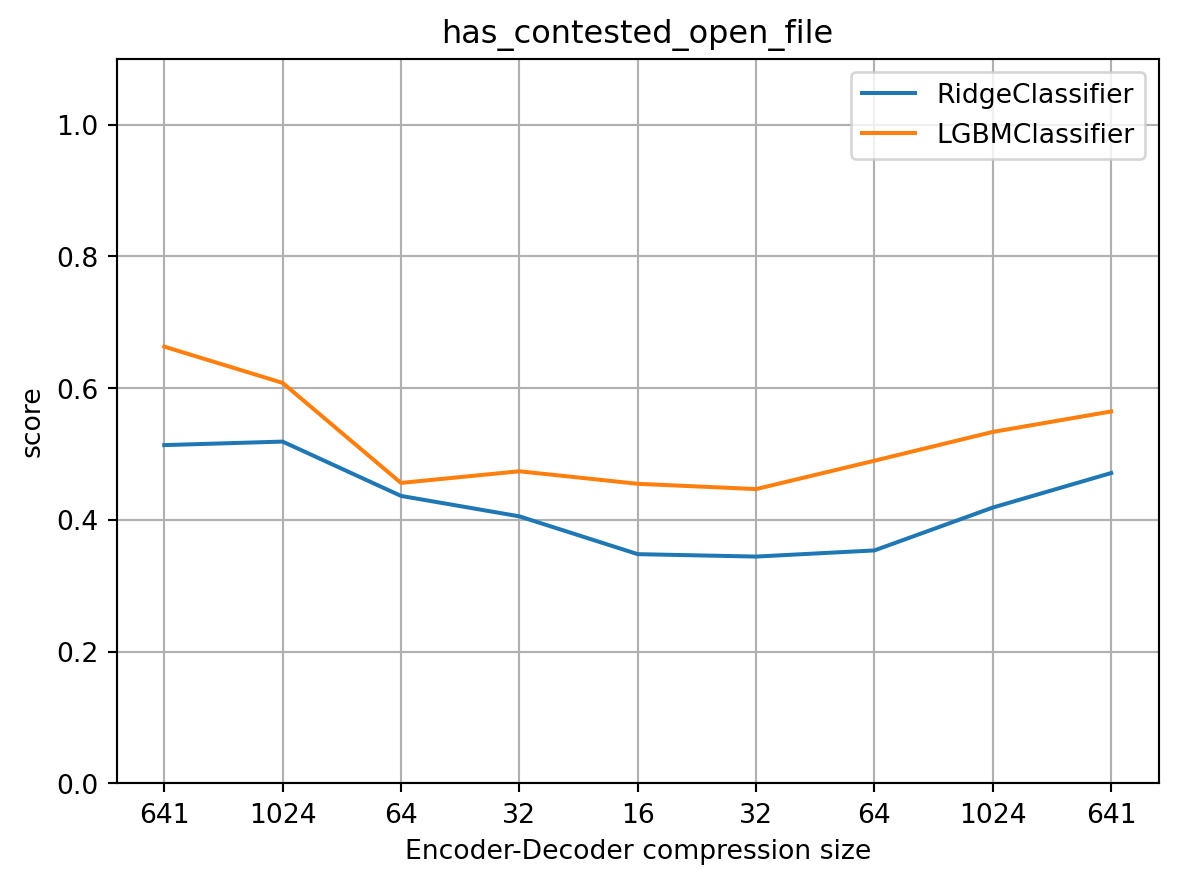 has_contested_open_file
RidgeClassifier
LGBMClassifier
1.0
0.8
0.6
0.4
0.2
0.0
score
641 1024 64 32 16 32 64 1024 641
Encoder-Decoder compression size